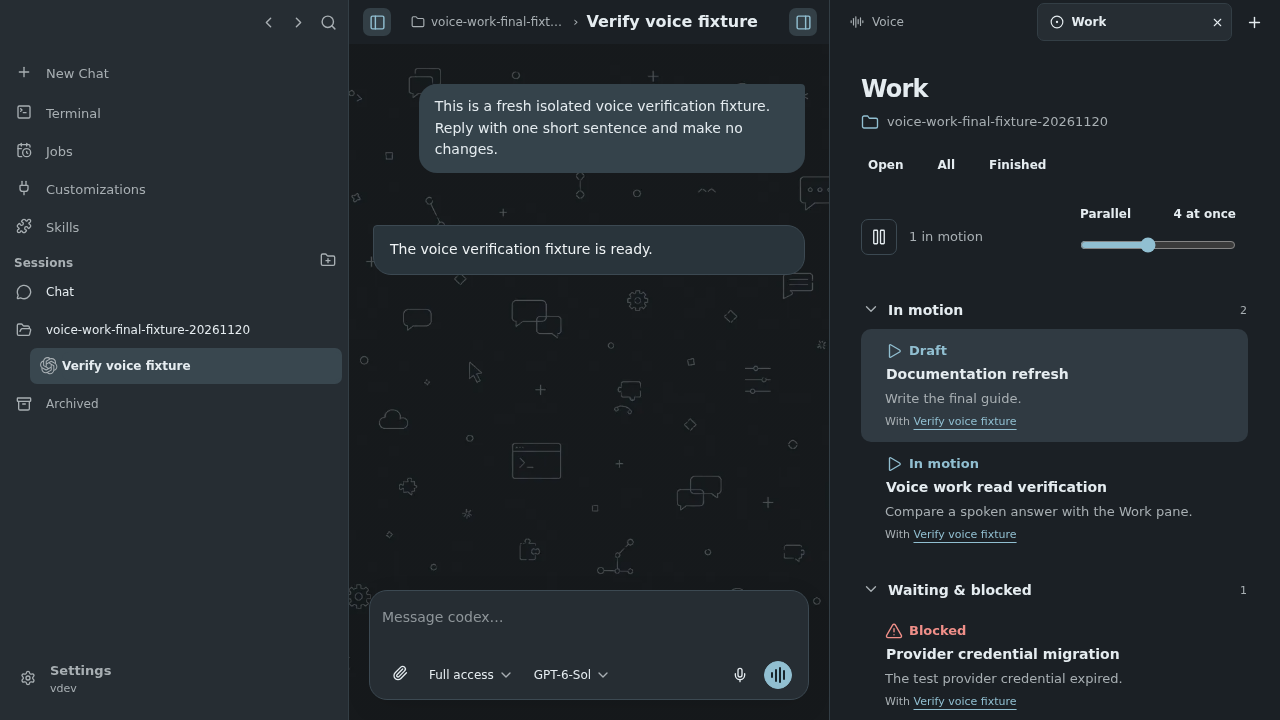 New Chat
Terminal
Jobs
Customizations
Skills
Sessions
Chat
voice-work-final-fixture-20261120
Verify voice fixture
Archived
Settings
vdev
voice-work-final-fixt… › Verify voice fixture
This is a fresh isolated voice verification fixture.
Reply with one short sentence and make no
changes.
The voice verification fixture is ready.
Message codex…
Full access
GPT-6-Sol
Voice
Work
Work
voice-work-final-fixture-20261120
Open All Finished
1 in motion
Parallel 4 at once
In motion 2
Draft
Documentation refresh
Write the final guide.
With Verify voice fixture
In motion
Voice work read verification
Compare a spoken answer with the Work pane.
With Verify voice fixture
Waiting & blocked 1
Blocked
Provider credential migration
The test provider credential expired.
With Verify voice fixture